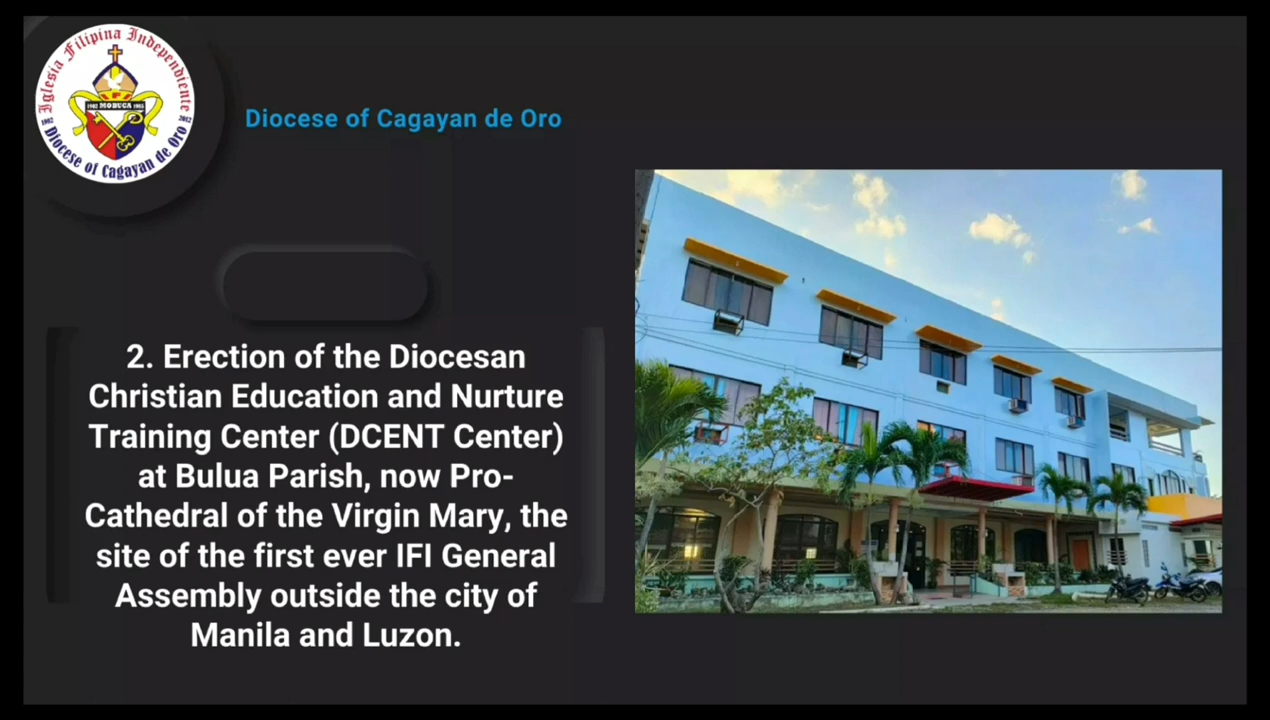 Iglesia Filipina Independiente
1902 MOBUCA 1985
1902 2012
Diocese of Cagayan de Oro
Diocese of Cagayan de Oro
2. Erection of the Diocesan
Christian Education and Nurture
Training Center (DCENT Center)
at Bulua Parish, now Pro-
Cathedral of the Virgin Mary, the
site of the first ever IFI General
Assembly outside the city of
Manila and Luzon.